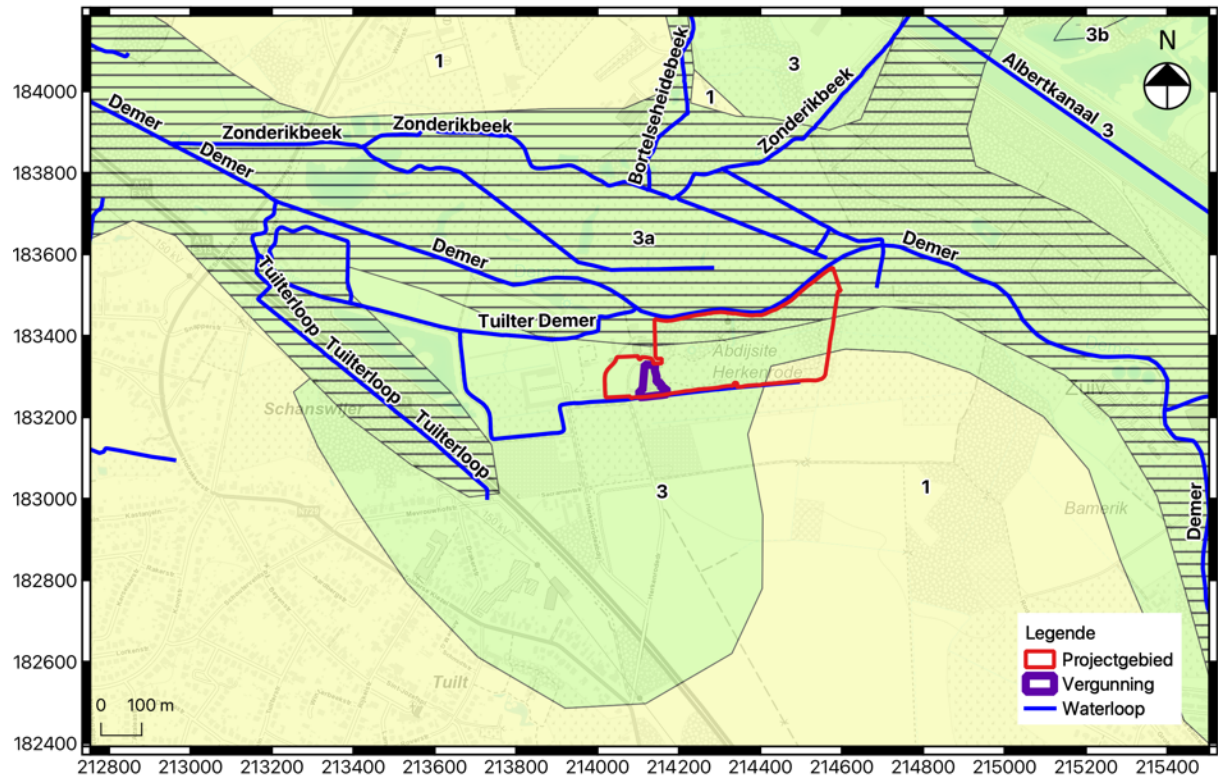 3b
N
1
3
Bortelseheidebeek
Albertkanaal 3
184000
Demer
1
Zonderikbeek
Zonderikbeek
Zonderikbeek
Demer
183800
3a
Demer
Demer
183600
Tuilterloop
Tuilter Demer
183400
Tuilterloop
Abdijsite
Herkenrode
Zuiv
Schanswijer
183200
Tuilterloop
183000
3
1
Bamerik
Demer
182800
Legende
Projectgebied
182600
Tuilt
Vergunning
0 100 m
Waterloop
182400
212800 213000 213200 213400 213600 213800 214000 214200 214400 214600 214800 215000 215200 215400